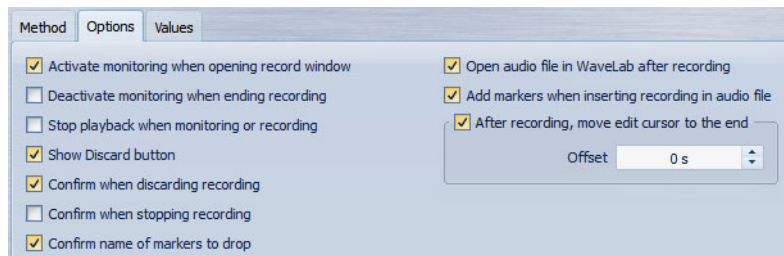 Method Options Values
Activate monitoring when opening record window
Deactivate monitoring when ending recording
Stop playback when monitoring or recording
Show Discard button
Confirm when discarding recording
Confirm when stopping recording
Confirm name of markers to drop
Open audio file in WaveLab after recording
Add markers when inserting recording in audio file
After recording, move edit cursor to the end
Offset 0 s